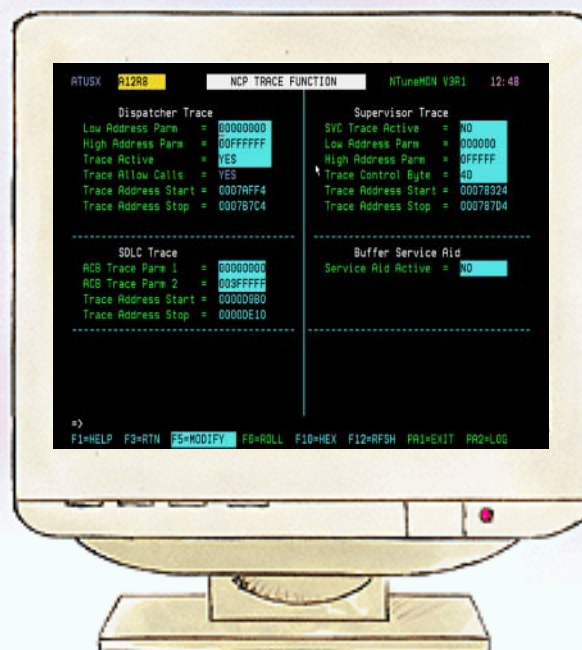 ATUSX A12R8 NCP TRACE FUNCTION NTuneMON V3R1 12:48
Dispatcher Trace
Low Address Parm = 00000000
High Address Parm = 00FFFFFF
Trace Active = YES
Trace Allow Calls = YES
Trace Address Start = 0007AFF4
Trace Address Stop = 0007B7C4
Supervisor Trace
SVC Trace Active = NO
Low Address Parm = 000000
High Address Parm = 0FFFFF
Trace Control Byte = 40
Trace Address Start = 00078324
Trace Address Stop = 000787D4
SDLC Trace
ACB Trace Parm 1 = 00000000
ACB Trace Parm 2 = 003FFFFF
Trace Address Start = 0000D9B0
Trace Address Stop = 0000DE10
Buffer Service Aid
Service Aid Active = NO
=>
F1=HELP F3=RTN F5=MODIFY F6=ROLL F10=HEX F12=RFSH PA1=EXIT PA2=LOG